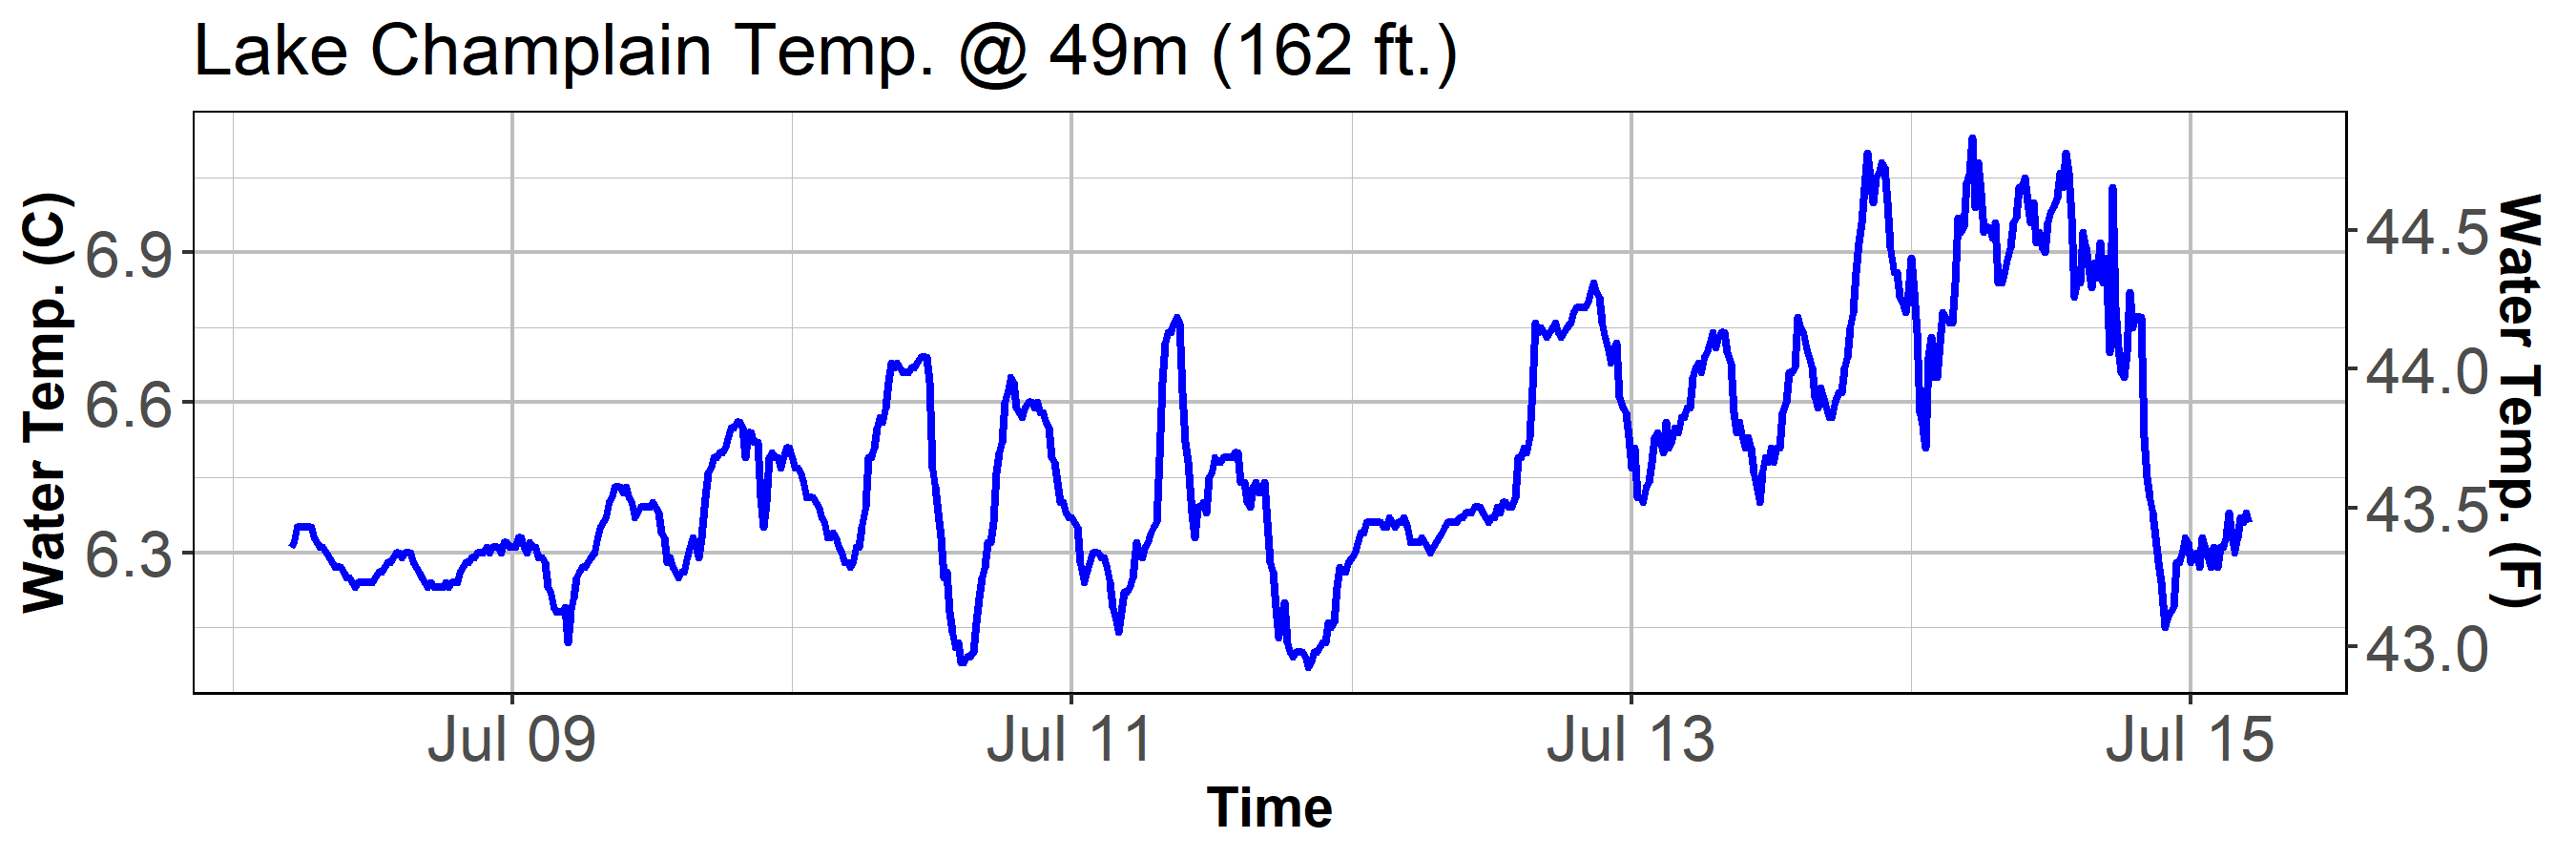 Lake Champlain Temp. @ 49m (162 ft.)
Water Temp. (C)
6.9
6.6
6.3
44.5
44.0
43.5
43.0
Water Temp. (F)
Jul 09
Jul 11
Jul 13
Jul 15
Time